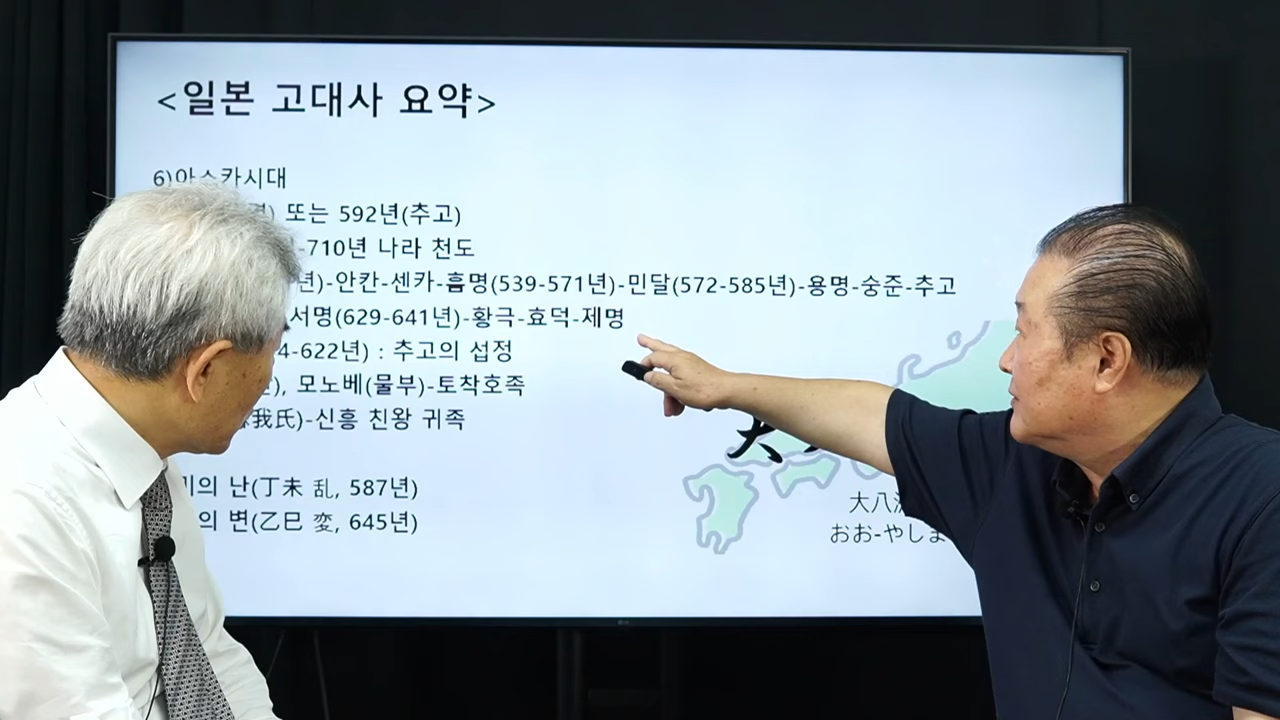 <일본 고대사 요약>
6)아스카시대
또는 592년(추고)
-710년 나라 천도
년)-안칸-센카-흠명(539-571년)-민달(572-585년)-용명-숭준-추고
서명(629-641년)-황극-효덕-제명
4-622년) : 추고의 섭정
모노베(물부)-토착호족
我氏)-신흥 친왕 귀족
의 난(丁未 乱, 587년)
의 변(乙巳 変, 645년)
大八
おお-やしま
LG